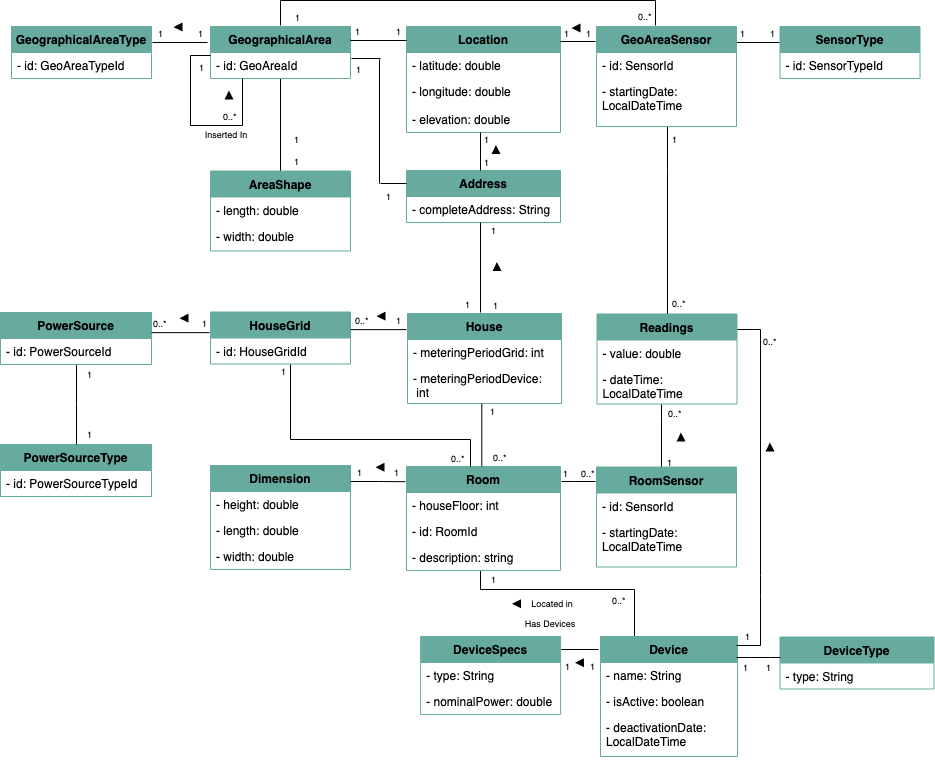 1
0..*
GeographicalAreaType
- id: GeoAreaTypeId
1
◀
1
GeographicalArea
- id: GeoAreaId
1
▲
0..*
Inserted In
1
1
1
1
1
1
Location
- latitude: double
- longitude: double
- elevation: double
1
◀
1
GeoAreaSensor
- id: SensorId
- startingDate:
LocalDateTime
1
1
SensorType
- id: SensorTypeId
1
▲
1
1
AreaShape
- length: double
- width: double
Address
- completeAddress: String
1
▲
1
1
0..*
PowerSource
- id: PowerSourceId
0..*
◀
1
HouseGrid
- id: HouseGridId
0..*
◀
1
House
- meteringPeriodGrid: int
- meteringPeriodDevice:
int
Readings
- value: double
- dateTime:
LocalDateTime
0..*
1
1
1
1
0..*
▲
1
▲
PowerSourceType
- id: PowerSourceTypeId
0..*
0..*
Dimension
- height: double
- length: double
- width: double
1
◀
1
Room
- houseFloor: int
- id: RoomId
- description: string
1
0..*
RoomSensor
- id: SensorId
- startingDate:
LocalDateTime
1
◀ Located in
0..*
Has Devices
DeviceSpecs
- type: String
- nominalPower: double
1
◀
1
Device
- name: String
- isActive: boolean
- deactivationDate:
LocalDateTime
1
1
1
DeviceType
- type: String